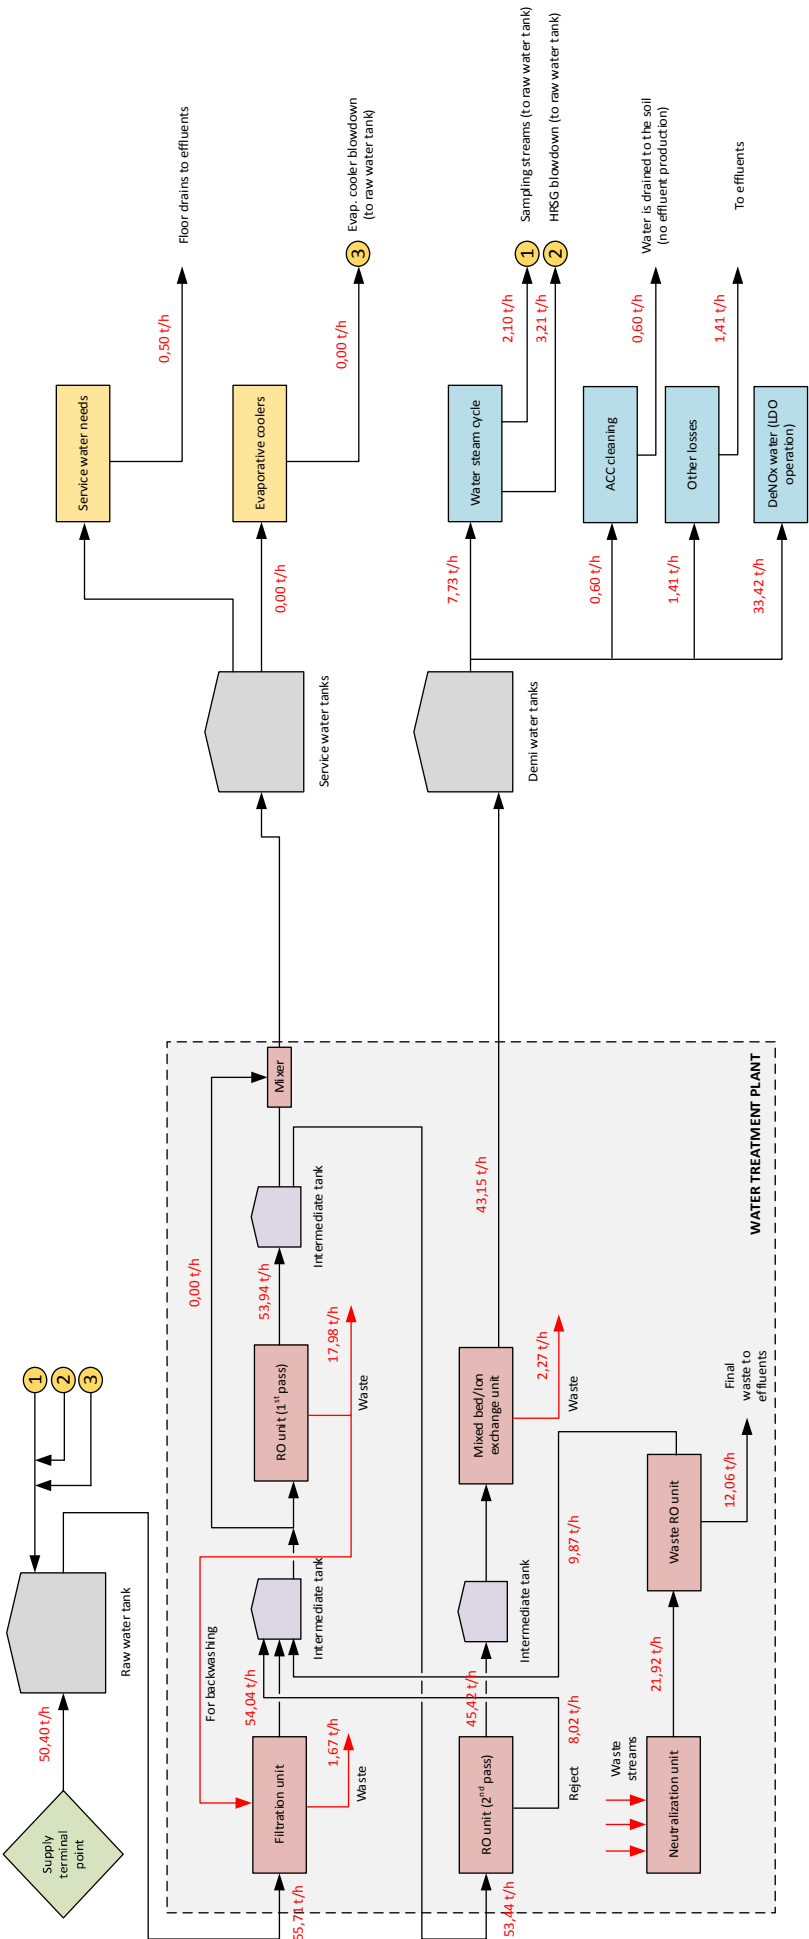 Supply
terminal
point
50,40 t/h
Raw water tank
1
2
3
55,71 t/h
Filtration unit
1,67 t/h
Waste
For backwashing
54,04 t/h
Intermediate tank
0,00 t/h
RO unit (1st pass)
17,98 t/h
Waste
53,94 t/h
Intermediate tank
Mixer
53,44 t/h
RO unit (2nd pass)
Reject
8,02 t/h
45,42 t/h
Intermediate tank
Mixed bed/Ion
exchange unit
2,27 t/h
Waste
43,15 t/h
Waste
streams
Neutralization unit
21,92 t/h
Waste RO unit
9,87 t/h
12,06 t/h
Final
waste to
effluents
WATER TREATMENT PLANT
Service water tanks
Demi water tanks
Service water needs
0,50 t/h
Floor drains to effluents
0,00 t/h
Evaporative coolers
0,00 t/h
3
Evap. cooler blowdown
(to raw water tank)
7,73 t/h
Water steam cycle
2,10 t/h
1
Sampling streams (to raw water tank)
3,21 t/h
2
HRSG blowdown (to raw water tank)
0,60 t/h
ACC cleaning
0,60 t/h
Water is drained to the soil
(no effluent production)
1,41 t/h
Other losses
1,41 t/h
To effluents
33,42 t/h
DeNOx water (LDO
operation)